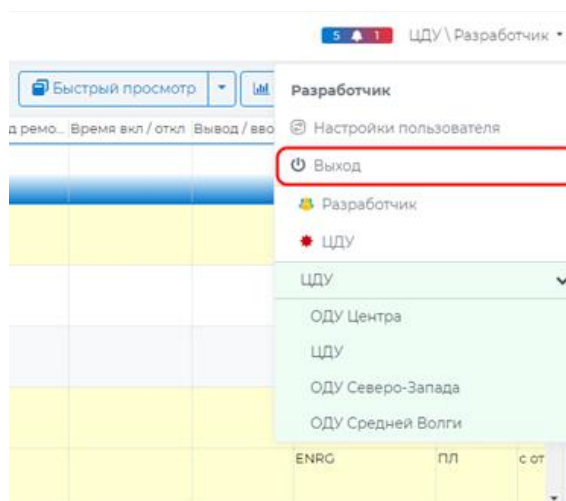 5 1 ЦДУ \ Разработчик
Быстрый просмотр
Разработчик
д ремо... Время вкл / откл Вывод / вво
Настройки пользователя
Выход
Разработчик
ЦДУ
ЦДУ
ОДУ Центра
ЦДУ
ОДУ Северо-Запада
ОДУ Средней Волги
ENRG ПЛ с от